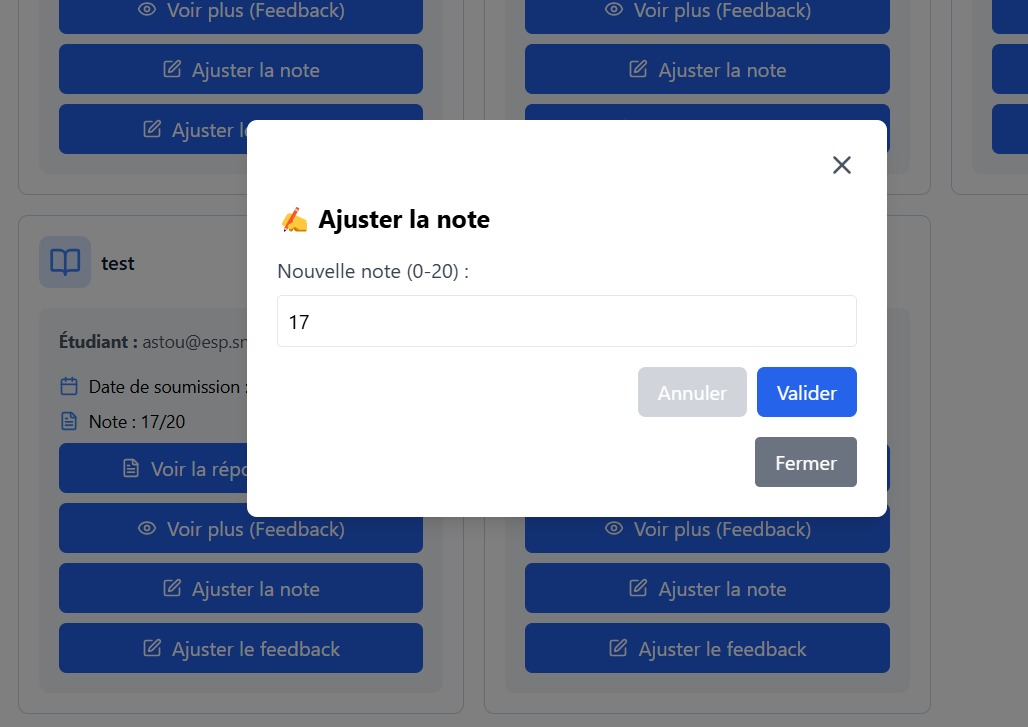 Voir plus (Feedback)
Voir plus (Feedback)
Ajuster la note
Ajuster la note
Ajuster
✍️ Ajuster la note
Nouvelle note (0-20) :
17
Annuler
Valider
Fermer
test
Étudiant : astou@esp.sn
Date de soumission :
Note : 17/20
Voir la
Voir plus (Feedback)
Voir plus (Feedback)
Ajuster la note
Ajuster la note
Ajuster le feedback
Ajuster le feedback